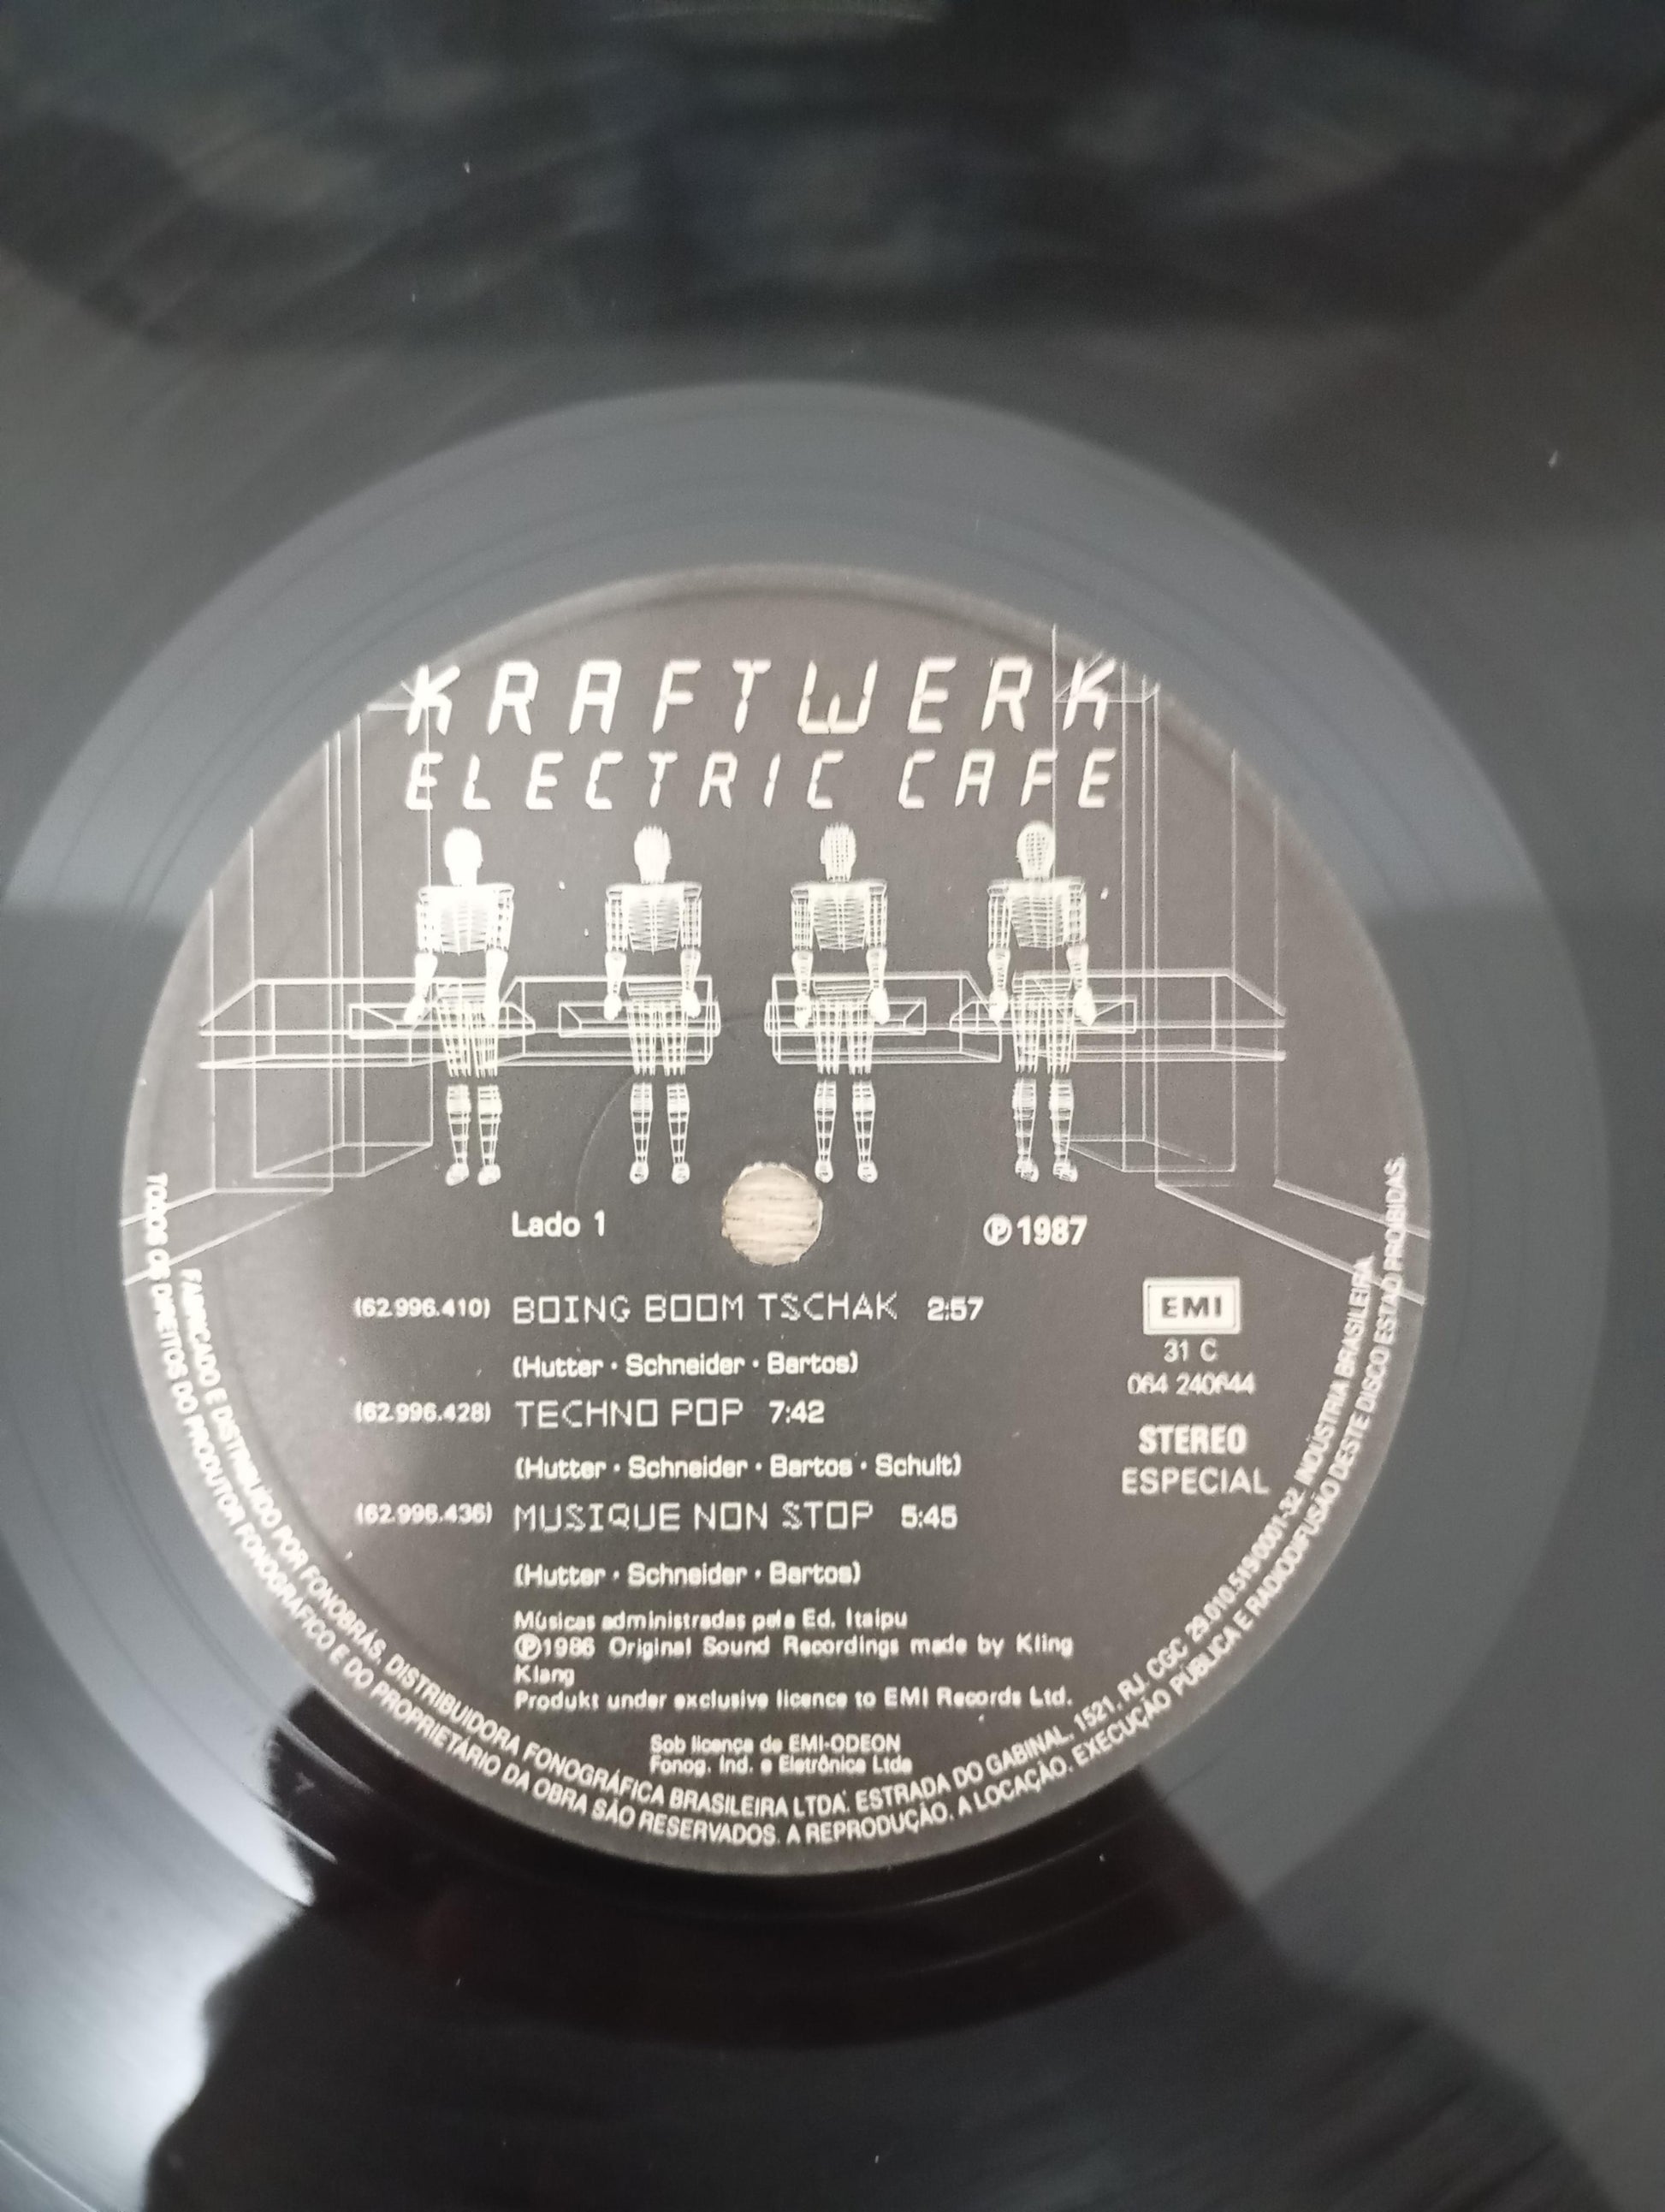 KRAFTWERK
ELECTRIC CAFE
Lado 1
℗1987
(62.996.410) BOING BOOM TSCHAK 2:57
(Hutter · Schneider · Bartos)
(62.996.428) TECHNO POP 7:42
(Hutter · Schneider · Bartos · Schult)
(62.996.436) MUSIQUE NON STOP 5:45
(Hutter · Schneider · Bartos)
EMI
31 C
064 240644
STEREO
ESPECIAL
Músicas administradas pela Ed. Itaipu
℗1986 Original Sound Recordings made by Kling
Klang
Produkt under exclusive licence to EMI Records Ltd.
Sob licença de EMI-ODEON
Fonog. Ind. e Eletrônica Ltda
FABRICADO E DISTRIBUÍDO POR FONOBRÁS, DISTRIBUIDORA FONOGRÁFICA BRASILEIRA LTDA. ESTRADA DO GABINAL, 1521, RJ. CGC 29.010.519 0001-32. INDÚSTRIA BRASILEIRA.
TODOS OS DIREITOS DO PRODUTOR FONOGRÁFICO E DO PROPRIETÁRIO DA OBRA SÃO RESERVADOS. A REPRODUÇÃO, A LOCAÇÃO, EXECUÇÃO PÚBLICA E RADIODIFUSÃO DESTE DISCO ESTÃO PROIBIDAS.